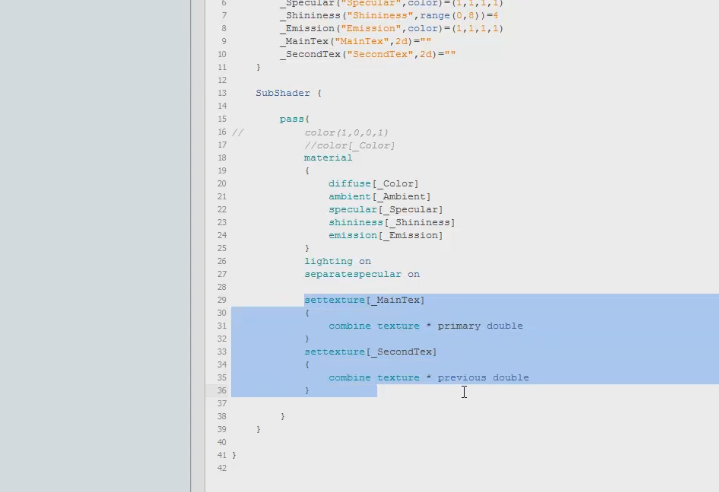 6 _Specular("Specular",color)=(1,1,1,1)
7 _Shininess("Shininess",range(0,8))=4
8 _Emission("Emission",color)=(1,1,1,1)
9 _MainTex("MainTex",2d)=""
10 _SecondTex("SecondTex",2d)=""
11 }
12
13 SubShader {
14
15 pass{
16 // color(1,0,0,1)
17 //color[_Color]
18 material
19 {
20 diffuse[_Color]
21 ambient[_Ambient]
22 specular[_Specular]
23 shininess[_Shininess]
24 emission[_Emission]
25 }
26 lighting on
27 separatespecular on
28
29 settexture[_MainTex]
30 {
31 combine texture * primary double
32 }
33 settexture[_SecondTex]
34 {
35 combine texture * previous double
36 }
37
38 }
39 }
40
41 }
42